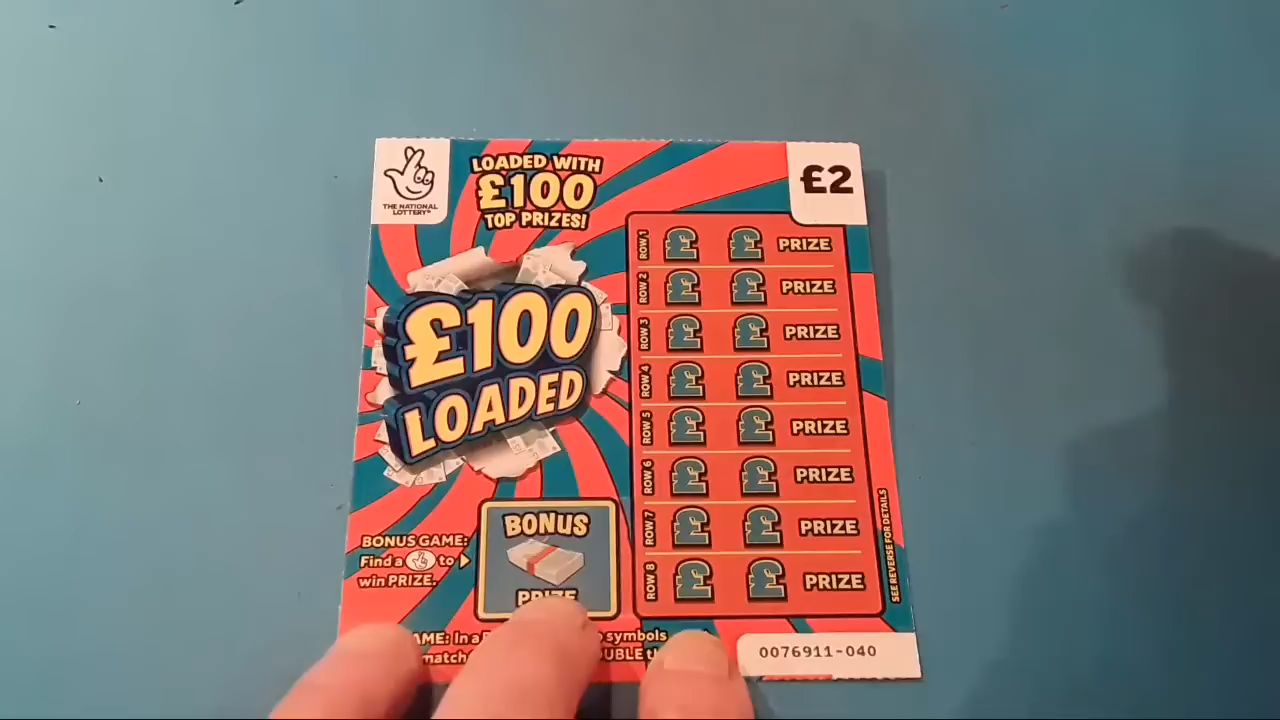 THE NATIONAL
LOTTERY®
LOADED WITH
£100
TOP PRIZES!
£2
£100
LOADED
ROW 1 £ £ PRIZE
ROW 2 £ £ PRIZE
ROW 3 £ £ PRIZE
ROW 4 £ £ PRIZE
ROW 5 £ £ PRIZE
ROW 6 £ £ PRIZE
ROW 7 £ £ PRIZE
ROW 8 £ £ PRIZE
SEE REVERSE FOR DETAILS
BONUS GAME:
Find a to
win PRIZE.
BONUS
PRIZE
AME: In a symbols
match
0076911-040